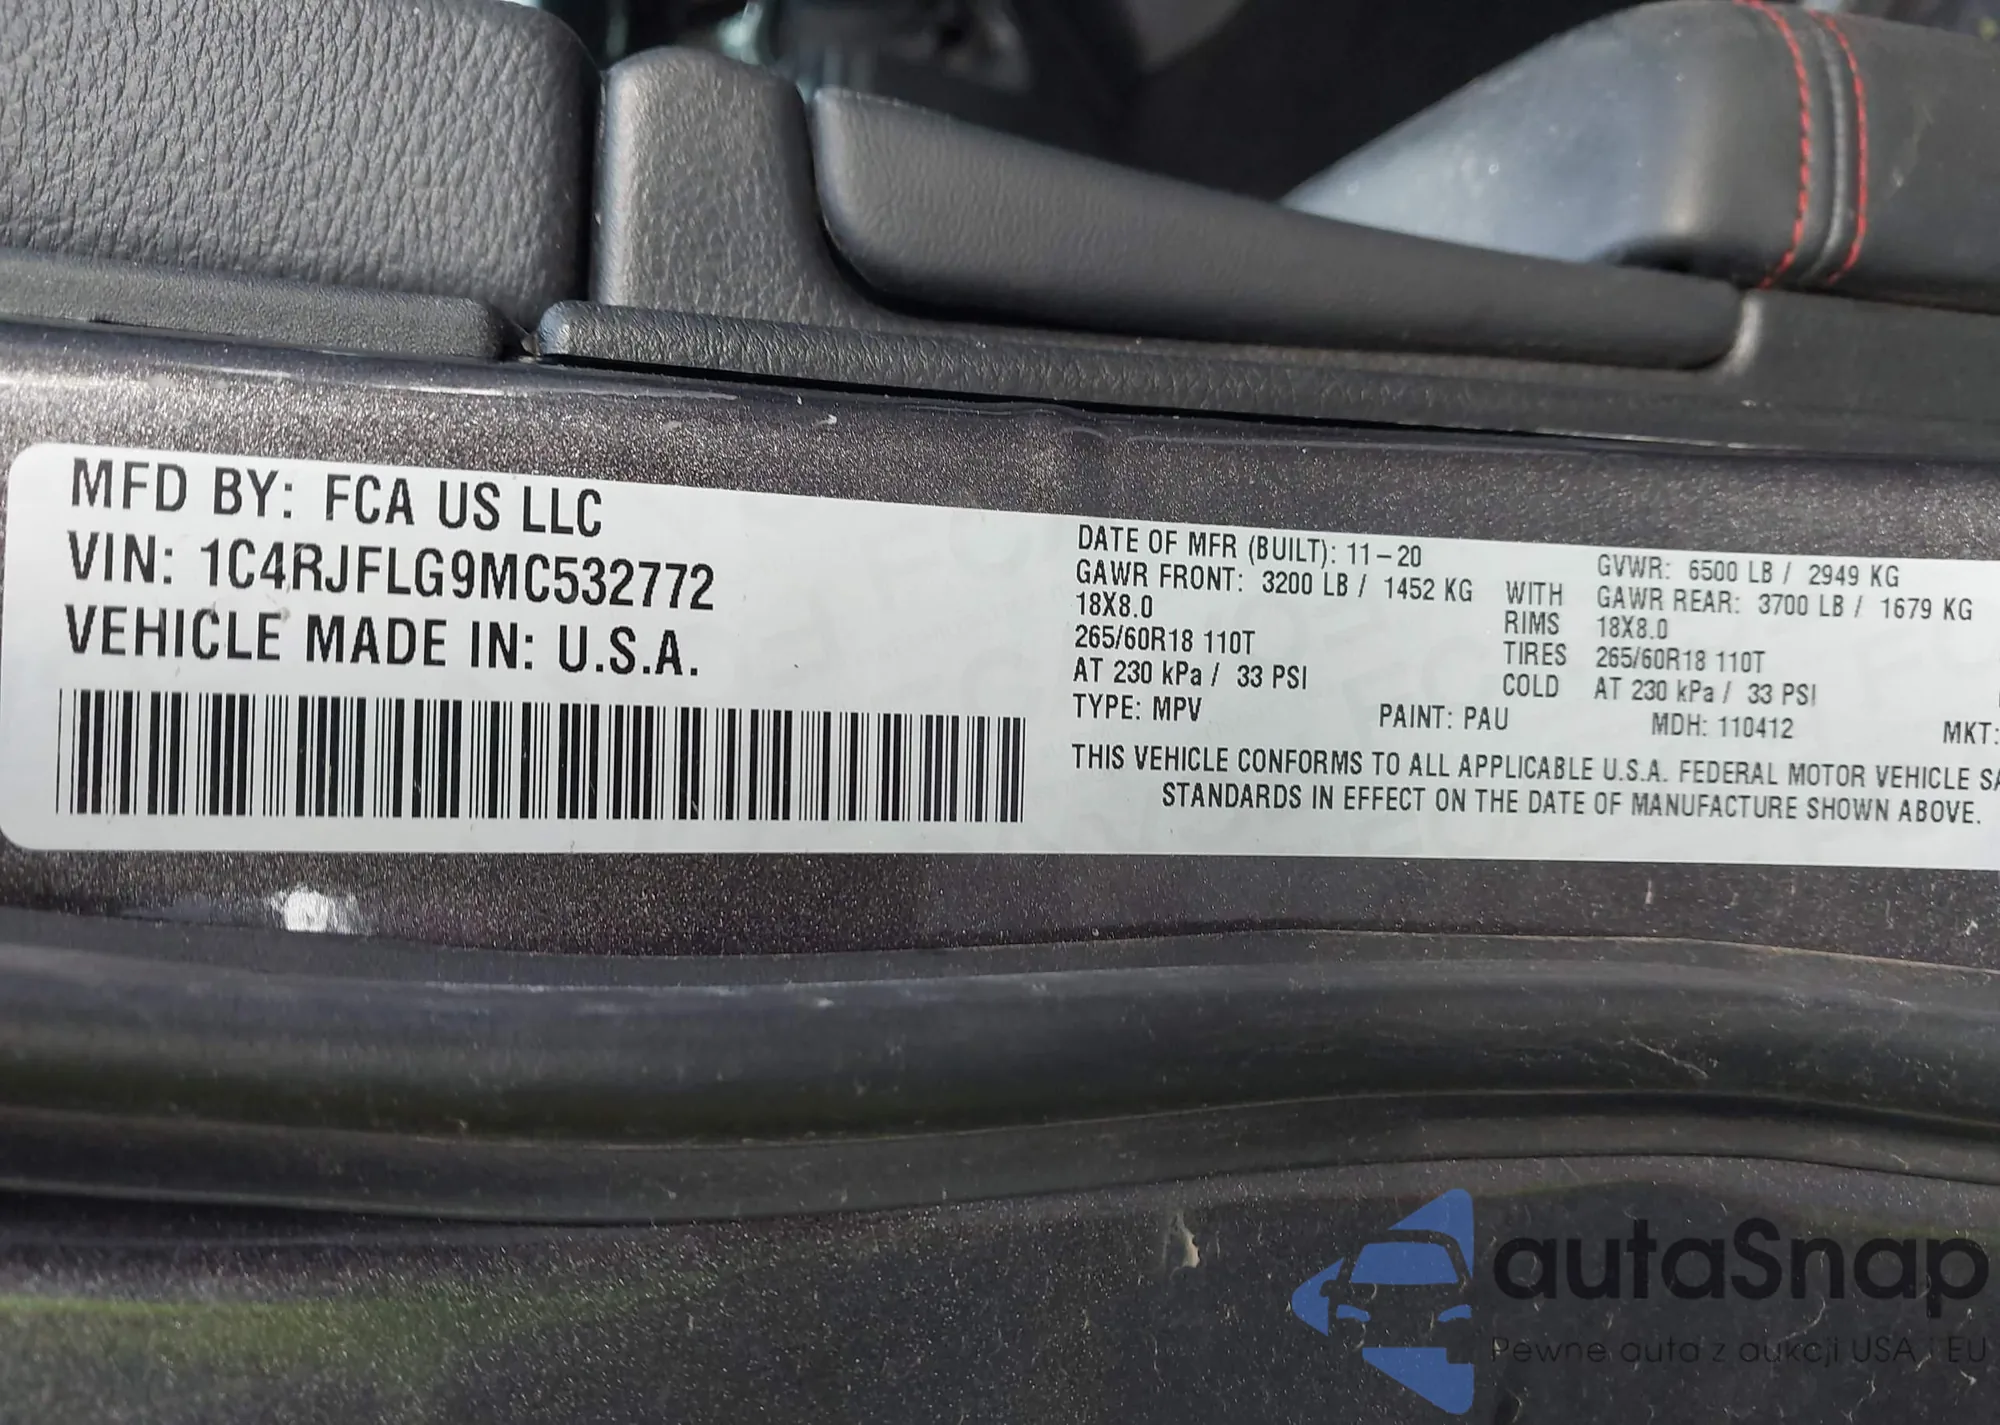 MFD BY: FCA US LLC
VIN: 1C4RJFLG9MC532772
VEHICLE MADE IN: U.S.A.
DATE OF MFR (BUILT): 11-20 GVWR: 6500 LB / 2949 KG
GAWR FRONT: 3200 LB / 1452 KG WITH GAWR REAR: 3700 LB / 1679 KG
18X8.0 RIMS 18X8.0
265/60R18 110T TIRES 265/60R18 110T
AT 230 kPa / 33 PSI COLD AT 230 kPa / 33 PSI
TYPE: MPV PAINT: PAU MDH: 110412 MKT:
THIS VEHICLE CONFORMS TO ALL APPLICABLE U.S.A. FEDERAL MOTOR VEHICLE SA
STANDARDS IN EFFECT ON THE DATE OF MANUFACTURE SHOWN ABOVE.
autaSnap
Pewne auta z aukcji USA i EU